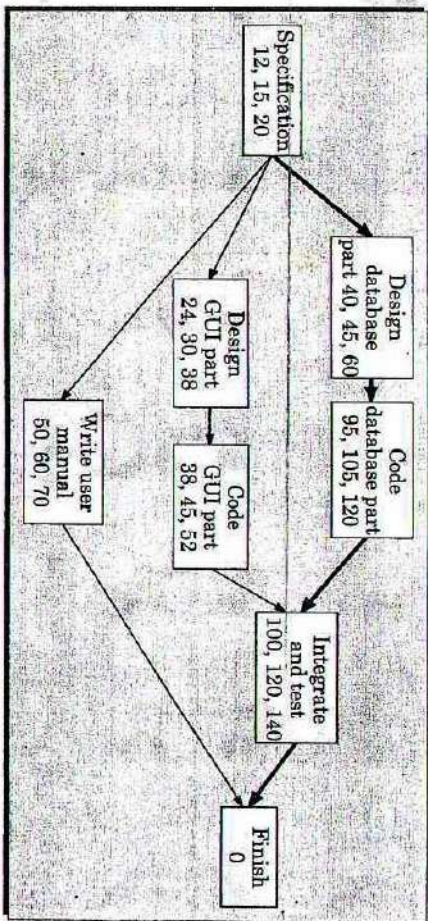 Specification
12, 15, 20
Design
database
part 40, 45, 60
Code
database part
95, 105, 120
Design
GUI part
24, 30, 38
Code
GUI part
38, 45, 52
Integrate
and test
100, 120, 140
Write user
manual
50, 60, 70
Finish
0